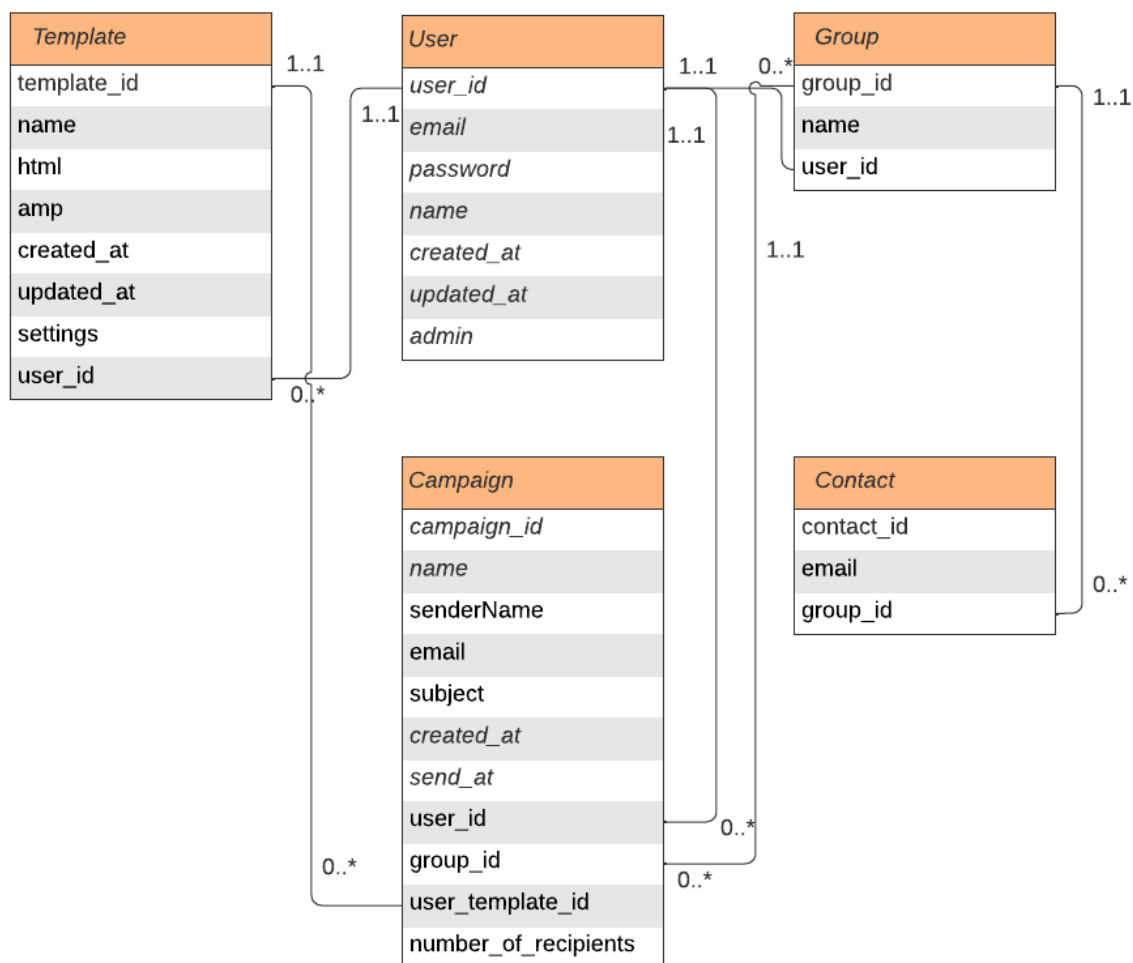 Template
template_id
name
html
amp
created_at
updated_at
settings
user_id
1..1
1..1
0..*
User
user_id
email
password
name
created_at
updated_at
admin
1..1
0..*
1..1
1..1
Group
group_id
name
user_id
1..1
Campaign
campaign_id
name
senderName
email
subject
created_at
send_at
user_id
group_id
user_template_id
number_of_recipients
0..*
0..*
0..*
Contact
contact_id
email
group_id
0..*